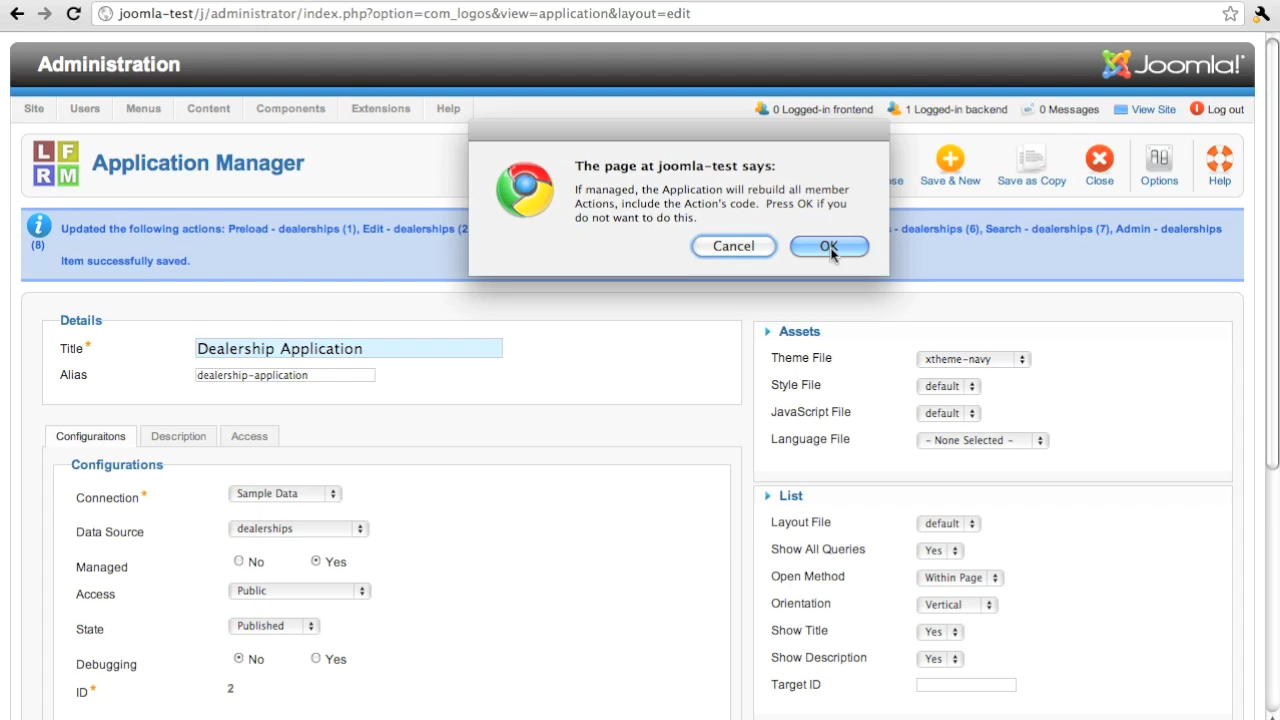 joomla-test/j/administrator/index.php?option=com_logos&view=application&layout=edit
Administration
Joomla!
Site Users Menus Content Components Extensions Help
0 Logged-in frontend 1 Logged-in backend 0 Messages View Site Log out
L F R M
Application Manager
Save & New Save as Copy Close Options Help
The page at joomla-test says:
If managed, the Application will rebuild all member
Actions, include the Action's code. Press OK if you
do not want to do this.
Cancel OK
(8)
Updated the following actions: Preload - dealerships (1), Edit - dealerships (2
- dealerships (6), Search - dealerships (7), Admin - dealerships
Item successfully saved.
Details
Title* Dealership Application
Alias dealership-application
Configuraitons Description Access
Configurations
Connection* Sample Data
Data Source dealerships
Managed No Yes
Access Public
State Published
Debugging No Yes
ID* 2
Assets
Theme File xtheme-navy
Style File default
JavaScript File default
Language File - None Selected -
List
Layout File default
Show All Queries Yes
Open Method Within Page
Orientation Vertical
Show Title Yes
Show Description Yes
Target ID